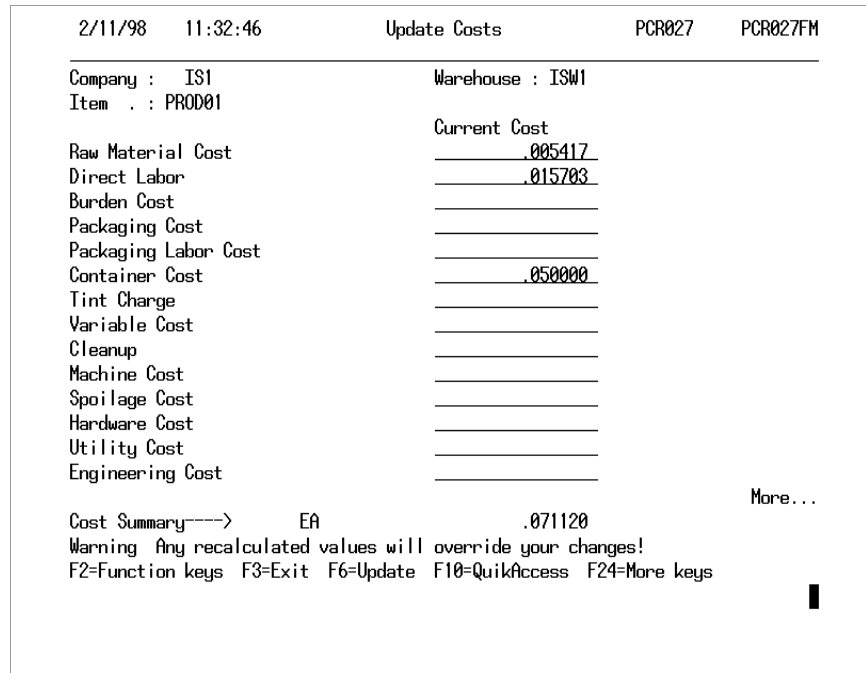 2/11/98 11:32:46 Update Costs PCR027 PCR027FM
Company : IS1 Warehouse : ISW1
Item . : PROD01
Current Cost
Raw Material Cost .005417
Direct Labor .015703
Burden Cost
Packaging Cost
Packaging Labor Cost
Container Cost .050000
Tint Charge
Variable Cost
Cleanup
Machine Cost
Spoilage Cost
Hardware Cost
Utility Cost
Engineering Cost
More...
Cost Summary----> EA .071120
Warning Any recalculated values will override your changes!
F2=Function keys F3=Exit F6=Update F10=QuikAccess F24=More keys